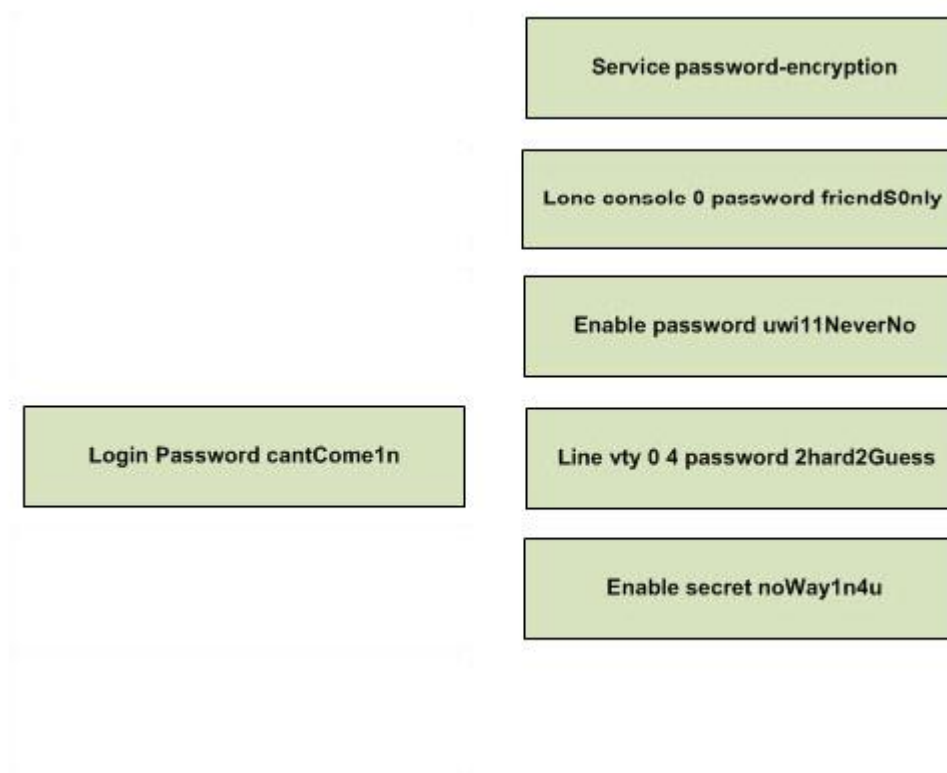 Service password-encryption
Lone console 0 password friendS0nly
Enable password uwi11NeverNo
Login Password cantCome1n
Line vty 0 4 password 2hard2Guess
Enable secret noWay1n4u